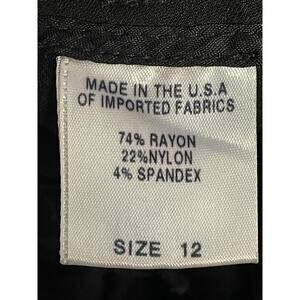 MADE IN THE U.S.A
OF IMPORTED FABRICS
74% RAYON
22%NYLON
4% SPANDEX
SIZE 12